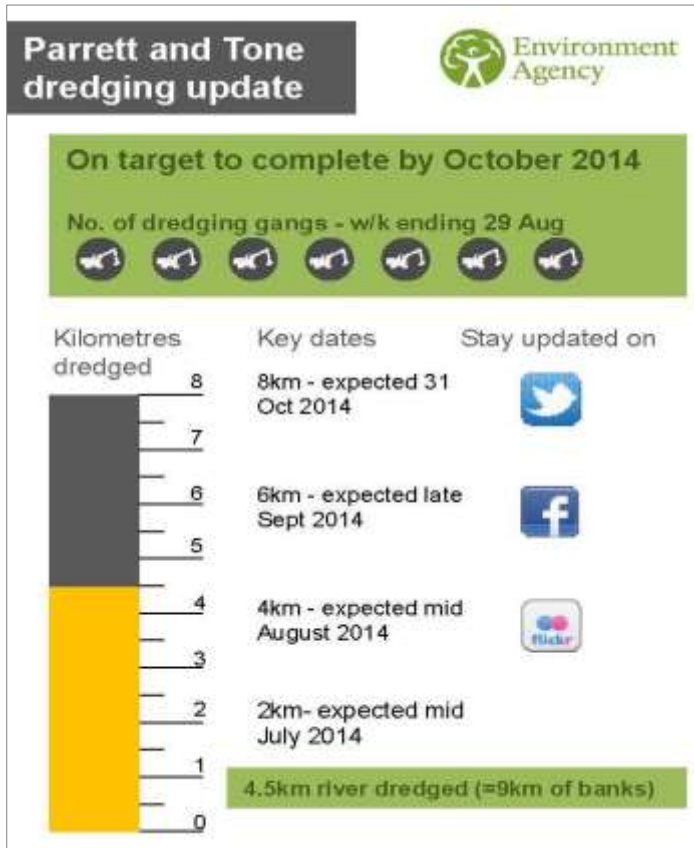 Parrett and Tone
dredging update
Environment
Agency
On target to complete by October 2014
No. of dredging gangs - w/k ending 29 Aug
Kilometres
dredged
Key dates
Stay updated on
8
7
6
5
4
3
2
1
0
8km - expected 31
Oct 2014
6km - expected late
Sept 2014
4km - expected mid
August 2014
2km- expected mid
July 2014
f
flickr
4.5km river dredged (=9km of banks)